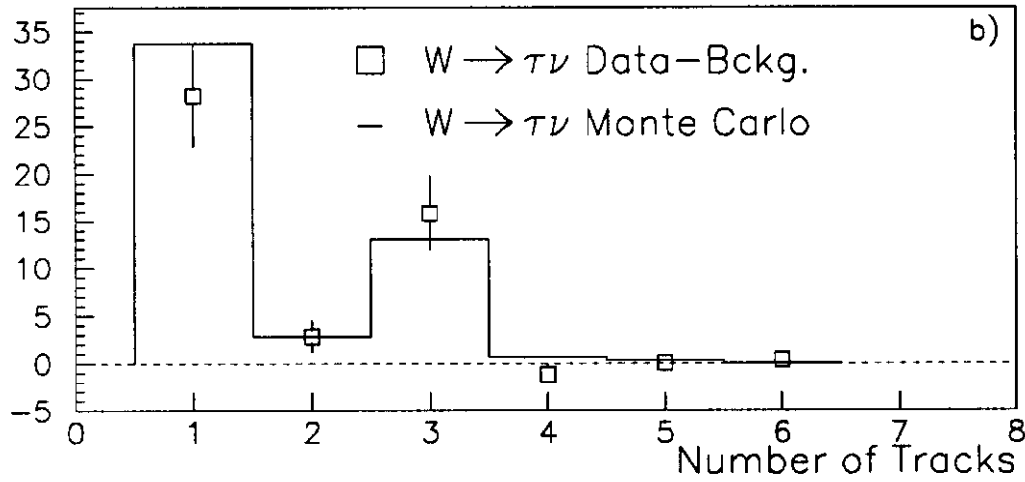 b)
□ W → τν Data−Bckg.
— W → τν Monte Carlo
35
30
25
20
15
10
5
0
−5
0 1 2 3 4 5 6 7 8
Number of Tracks